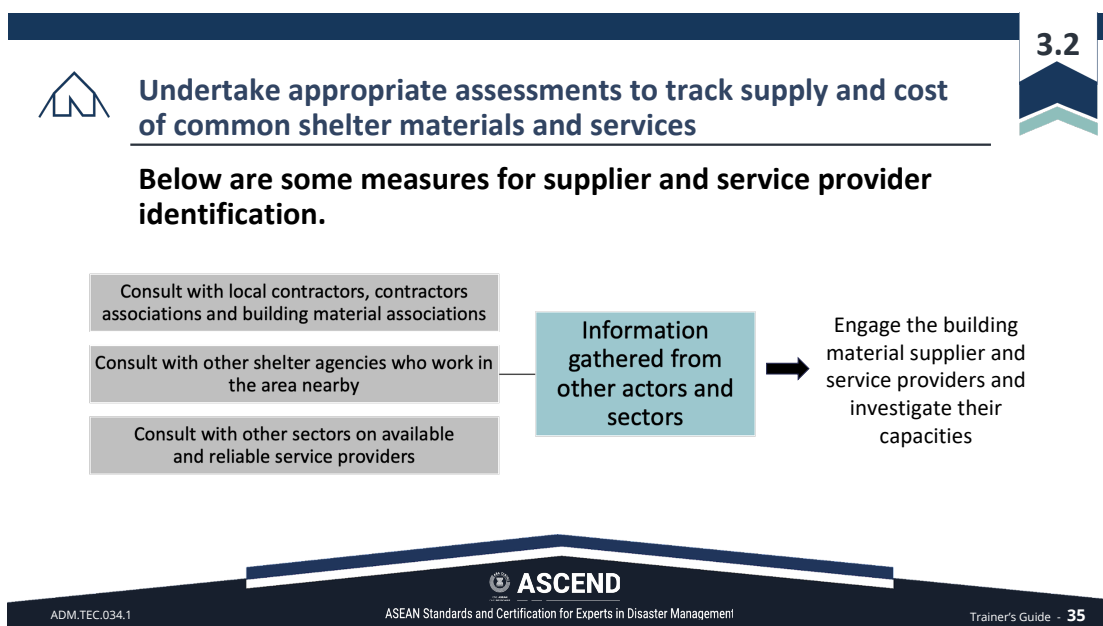 3.2
Undertake appropriate assessments to track supply and cost
of common shelter materials and services
Below are some measures for supplier and service provider
identification.
Consult with local contractors, contractors
associations and building material associations
Consult with other shelter agencies who work in
the area nearby
Consult with other sectors on available
and reliable service providers
Information
gathered from
other actors and
sectors
Engage the building
material supplier and
service providers and
investigate their
capacities
ASCEND
ADM.TEC.034.1
ASEAN Standards and Certification for Experts in Disaster Management
Trainer's Guide - 35